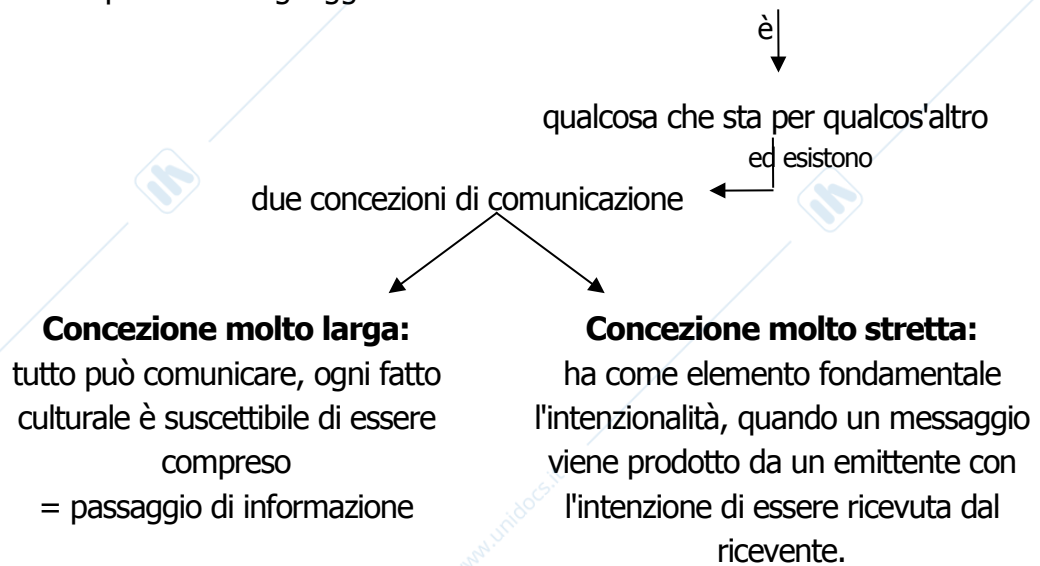 è
qualcosa che sta per qualcos'altro
ed esistono
due concezioni di comunicazione
Concezione molto larga:
tutto può comunicare, ogni fatto
culturale è suscettibile di essere
compreso
= passaggio di informazione
Concezione molto stretta:
ha come elemento fondamentale
l'intenzionalità, quando un messaggio
viene prodotto da un emittente con
l'intenzione di essere ricevuta dal
ricevente.